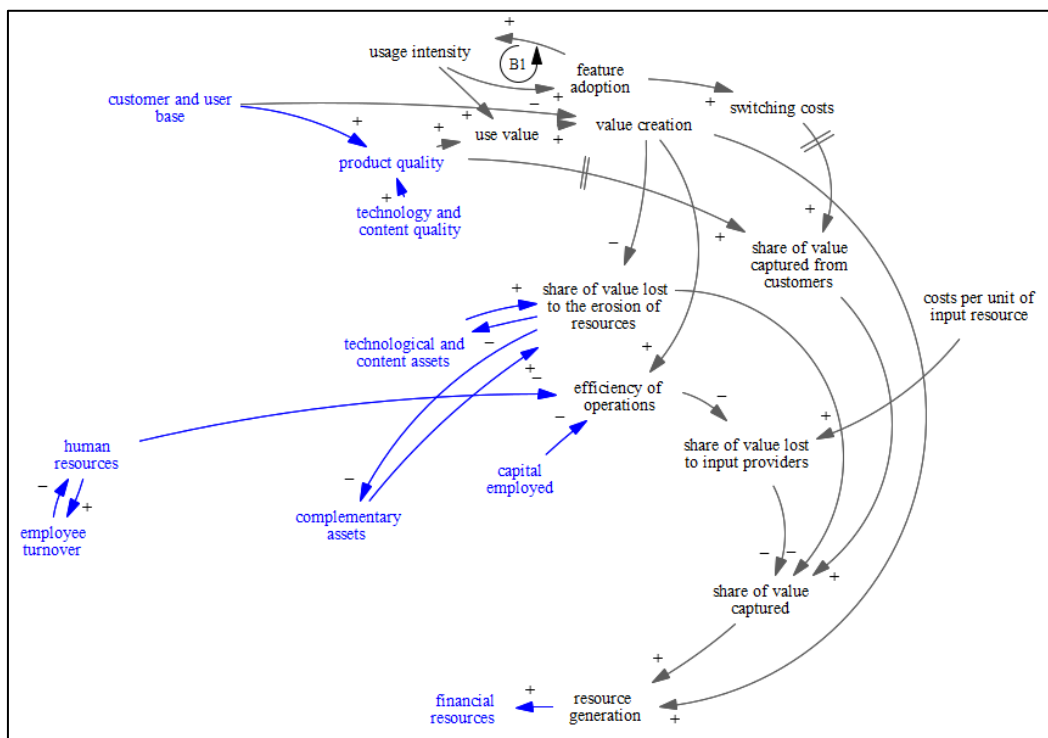 +
usage intensity
B1
feature
adoption
customer and user
base
+
−
+
switching costs
+
+
+
use value
+
value creation
+
product quality
+
technology and
content quality
+
+
−
share of value
captured from
customers
+
share of value lost
to the erosion of
resources
costs per unit of
input resource
technological and
content assets
−
+
+
−
efficiency of
operations
−
−
+
human
resources
share of value lost
to input providers
capital
employed
−
+
−
complementary
assets
employee
turnover
−
−
+
share of value
captured
+
financial
resources
+
resource
generation
+